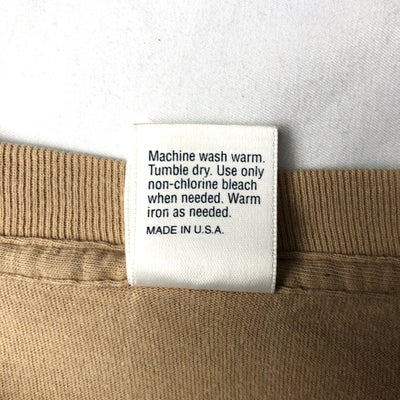 Machine wash warm.
Tumble dry. Use only
non-chlorine bleach
when needed. Warm
iron as needed.
MADE IN U.S.A.